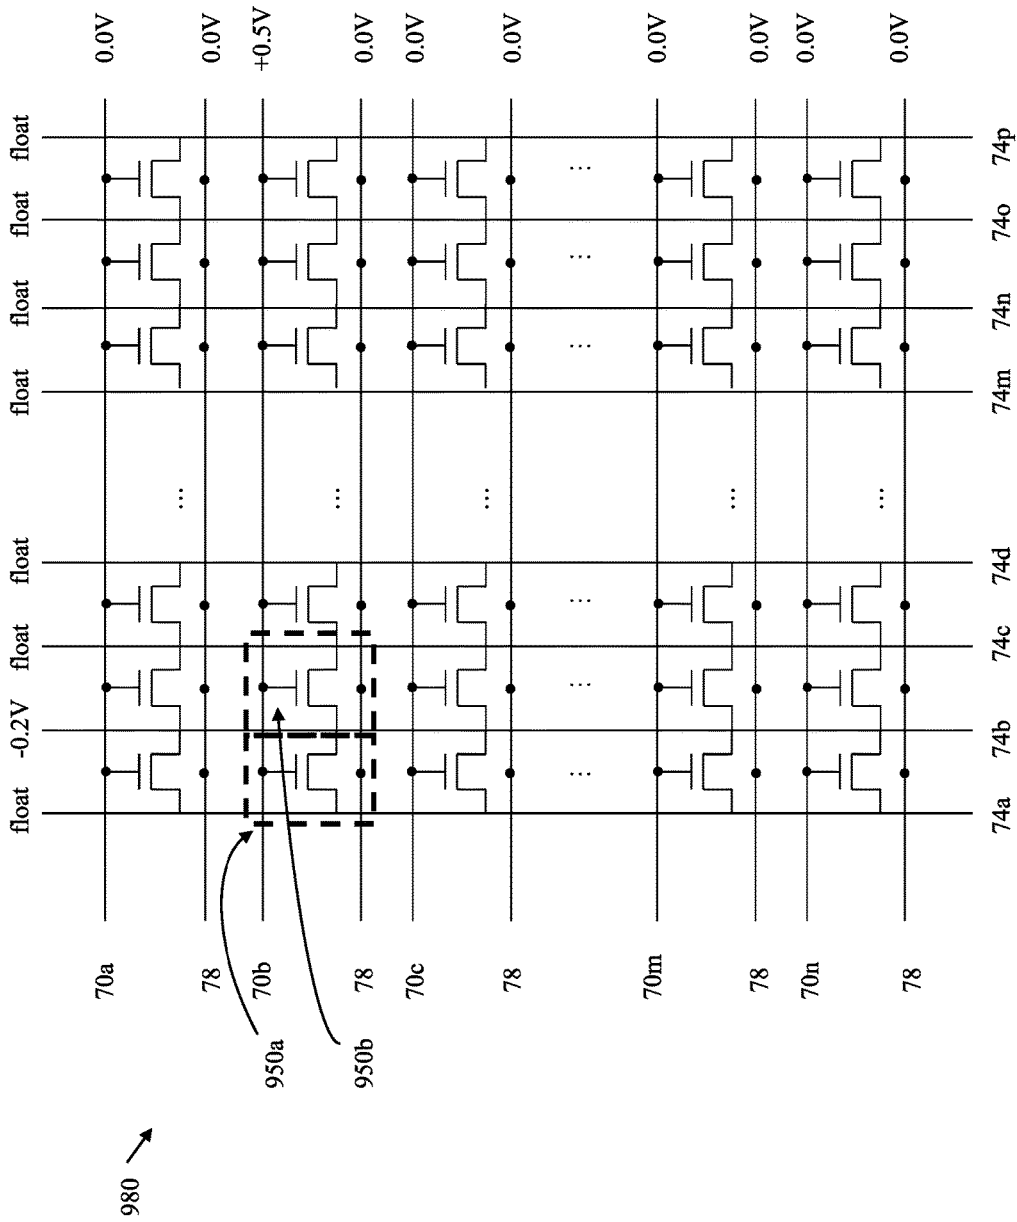 float -0.2V float float float float float float
70a 0.0V
980
78 0.0V
70b +0.5V
950a
78 0.0V
950b
70c 0.0V
78 0.0V
70m 0.0V
78 0.0V
70n 0.0V
78 0.0V
74a 74b 74c 74d 74m 74n 74o 74p